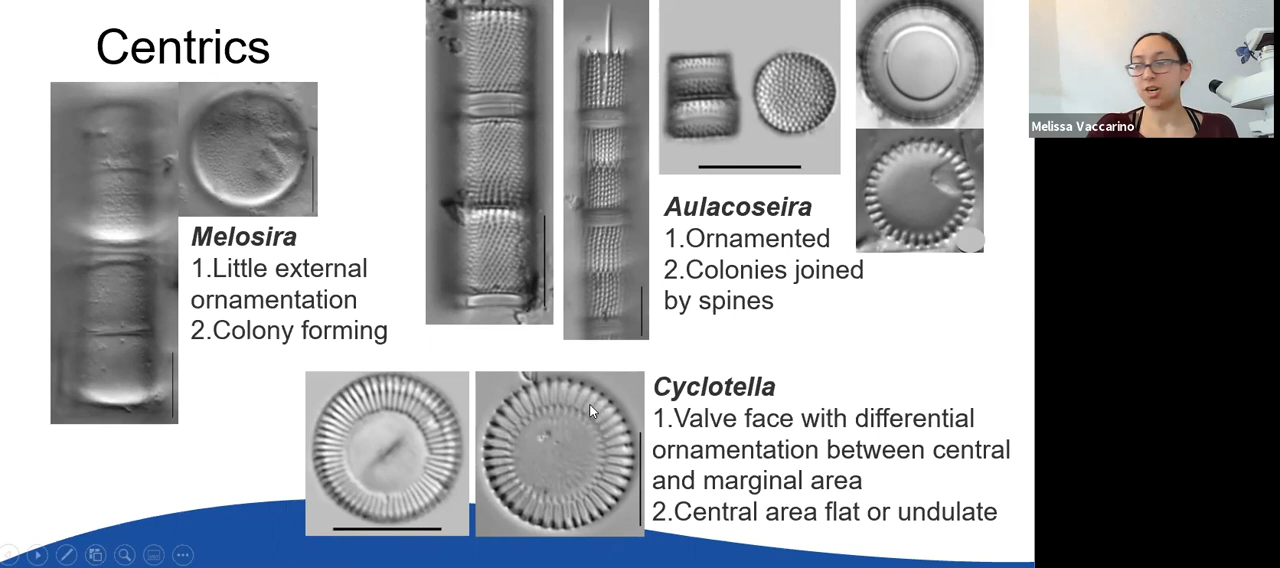 Centrics
Melosira
1.Little external
ornamentation
2.Colony forming
Aulacoseira
1.Ornamented
2.Colonies joined
by spines
Cyclotella
1.Valve face with differential
ornamentation between central
and marginal area
2.Central area flat or undulate
Melissa Vaccarino